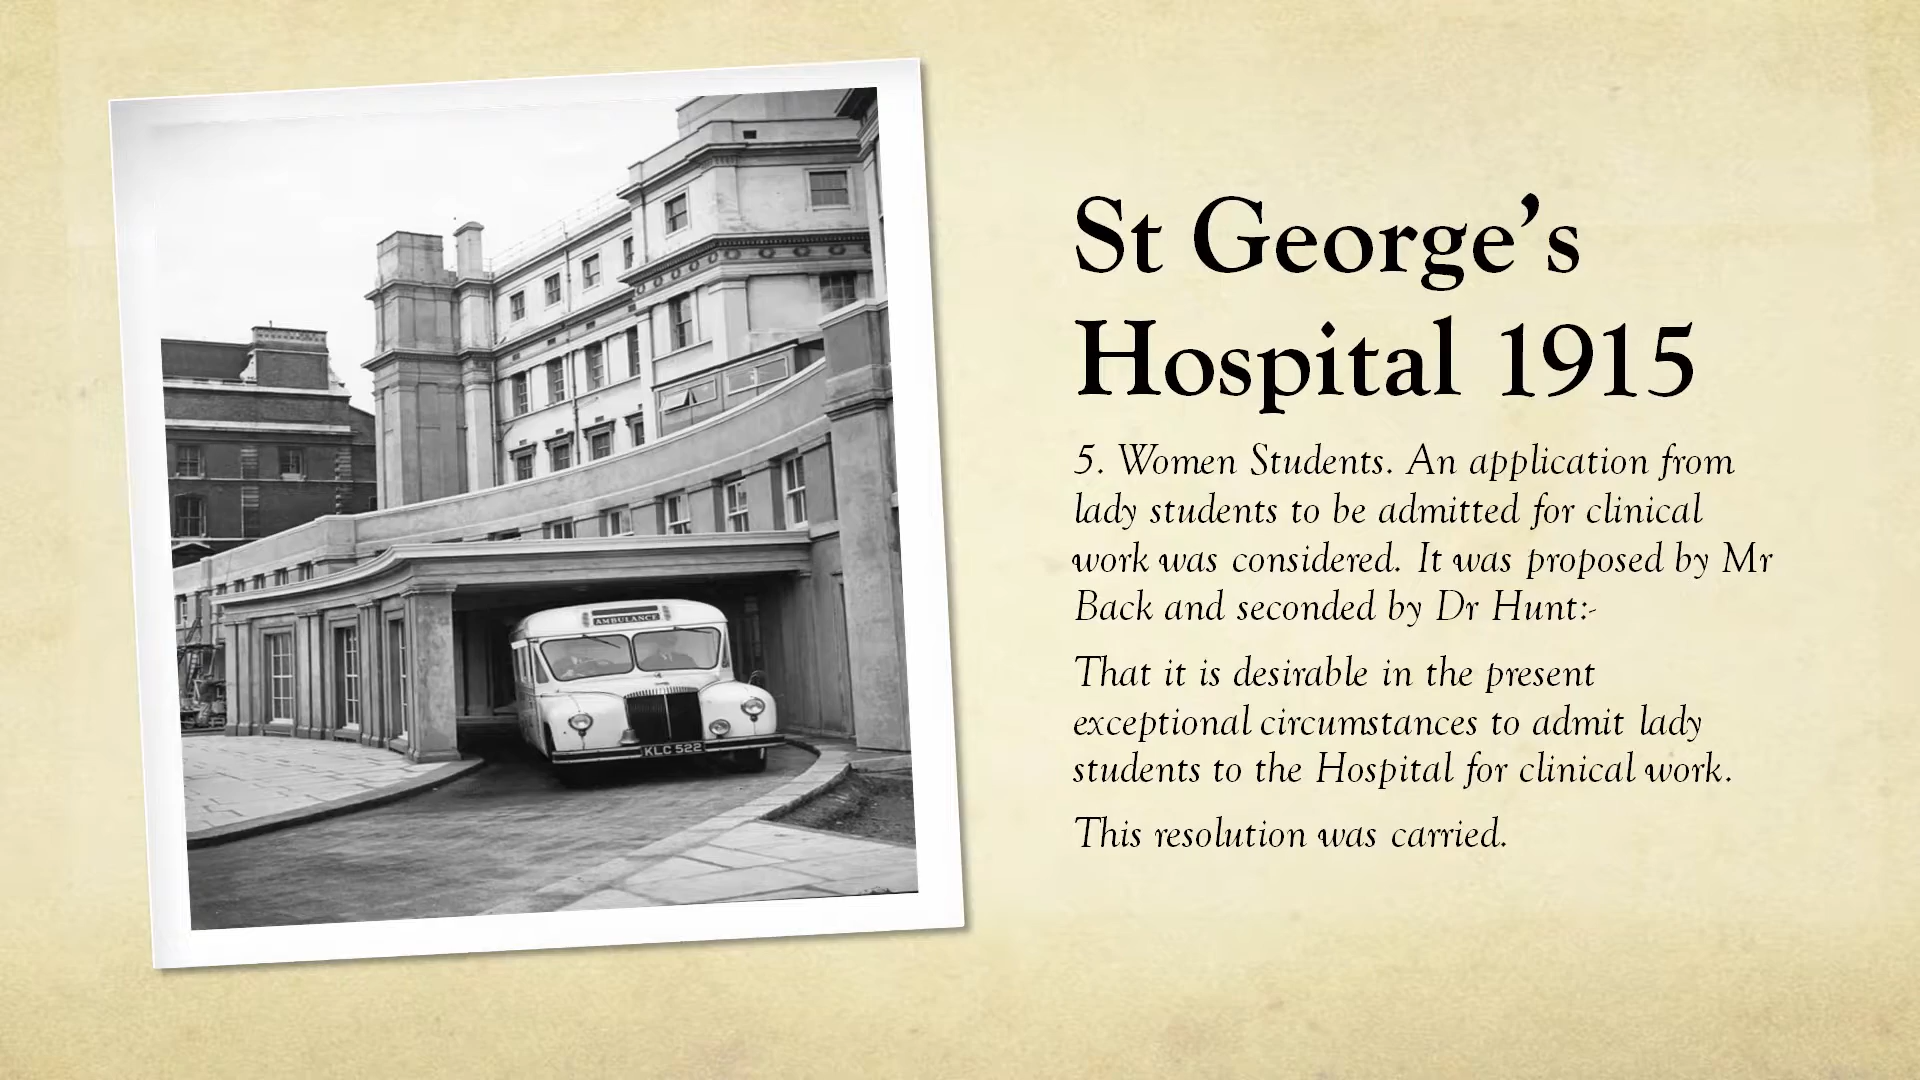 St George’s
Hospital 1915
5. Women Students. An application from
lady students to be admitted for clinical
work was considered. It was proposed by Mr
Back and seconded by Dr Hunt:-
That it is desirable in the present
exceptional circumstances to admit lady
students to the Hospital for clinical work.
This resolution was carried.
AMBULANCE
KLC 522